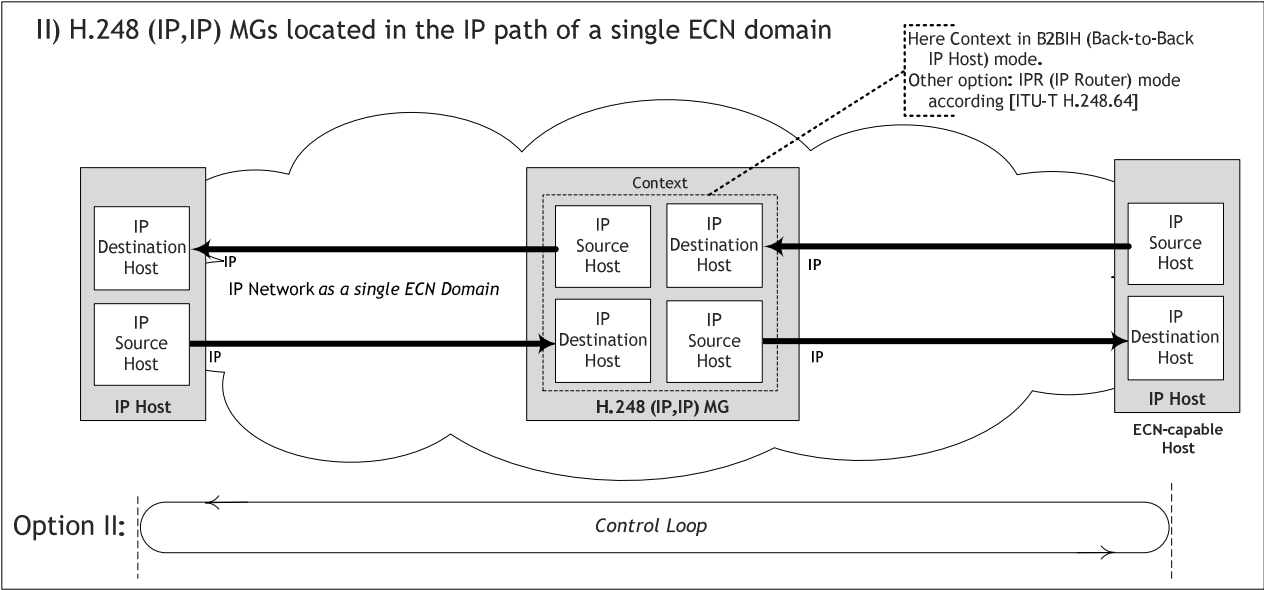 II) H.248 (IP,IP) MGs located in the IP path of a single ECN domain
Here Context in B2BIH (Back-to-Back
IP Host) mode.
Other option: IPR (IP Router) mode
according [ITU-T H.248.64]
Context
IP
Destination
Host
IP
Source
Host
IP
Destination
Host
IP
Source
Host
IP
IP
IP Network as a single ECN Domain
IP
Source
Host
IP
Destination
Host
IP
Source
Host
IP
Destination
Host
IP
IP
IP Host
H.248 (IP,IP) MG
IP Host
ECN-capable
Host
Option II:
Control Loop